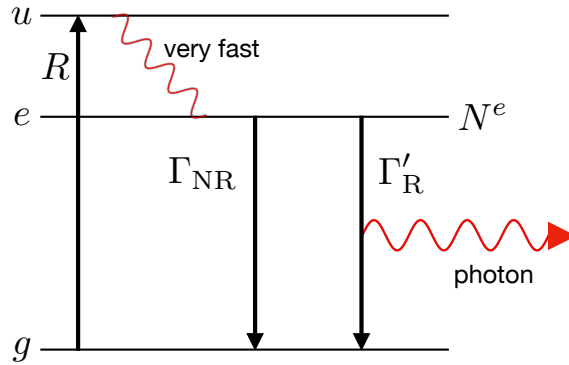 u
very fast
R
e
N^e
Γ_NR
Γ′_R
photon
g